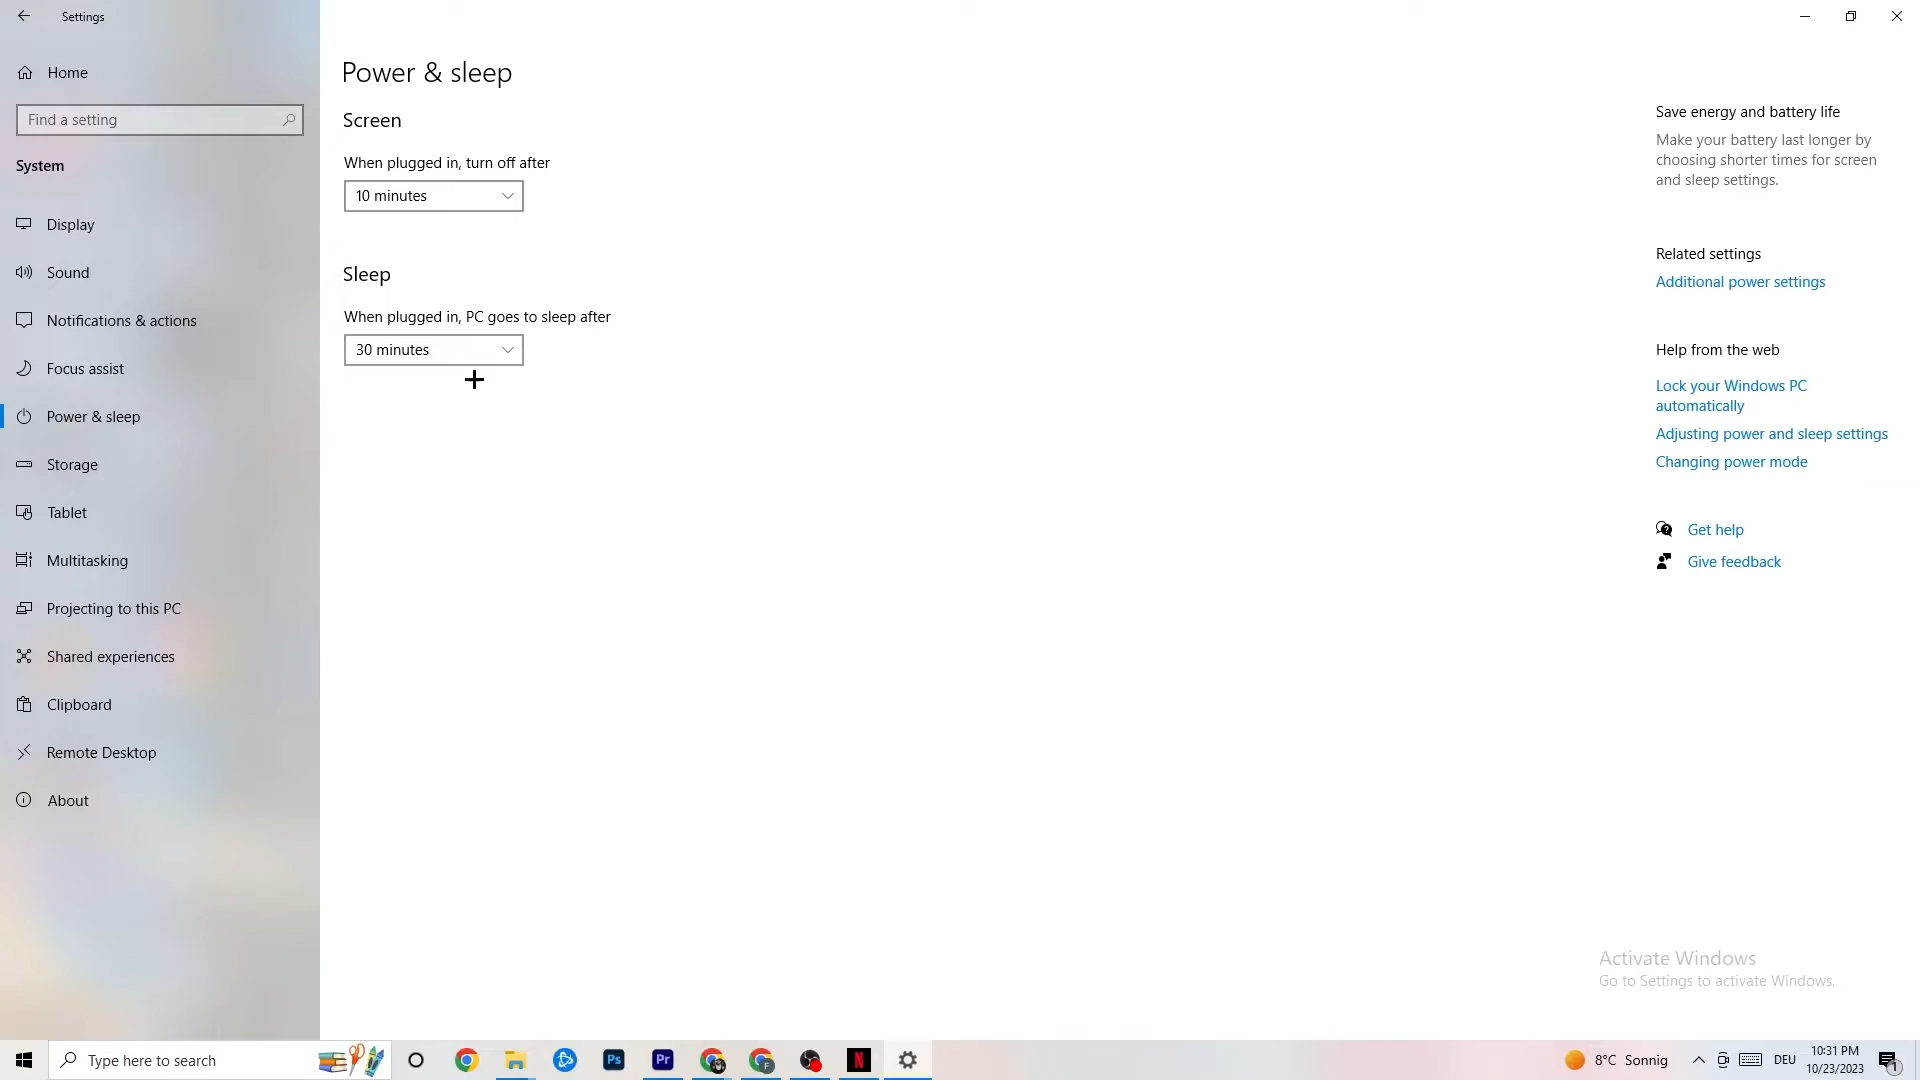 Settings
Home
Find a setting
System
Display
Sound
Notifications & actions
Focus assist
Power & sleep
Storage
Tablet
Multitasking
Projecting to this PC
Shared experiences
Clipboard
Remote Desktop
About
Power & sleep
Screen
When plugged in, turn off after
10 minutes
Sleep
When plugged in, PC goes to sleep after
30 minutes
Save energy and battery life
Make your battery last longer by
choosing shorter times for screen
and sleep settings.
Related settings
Additional power settings
Help from the web
Lock your Windows PC
automatically
Adjusting power and sleep settings
Changing power mode
Get help
Give feedback
Activate Windows
Go to Settings to activate Windows.
Type here to search
Ps
Pr
F
N
8°C Sonnig
DEU
10:31 PM
10/23/2023
1